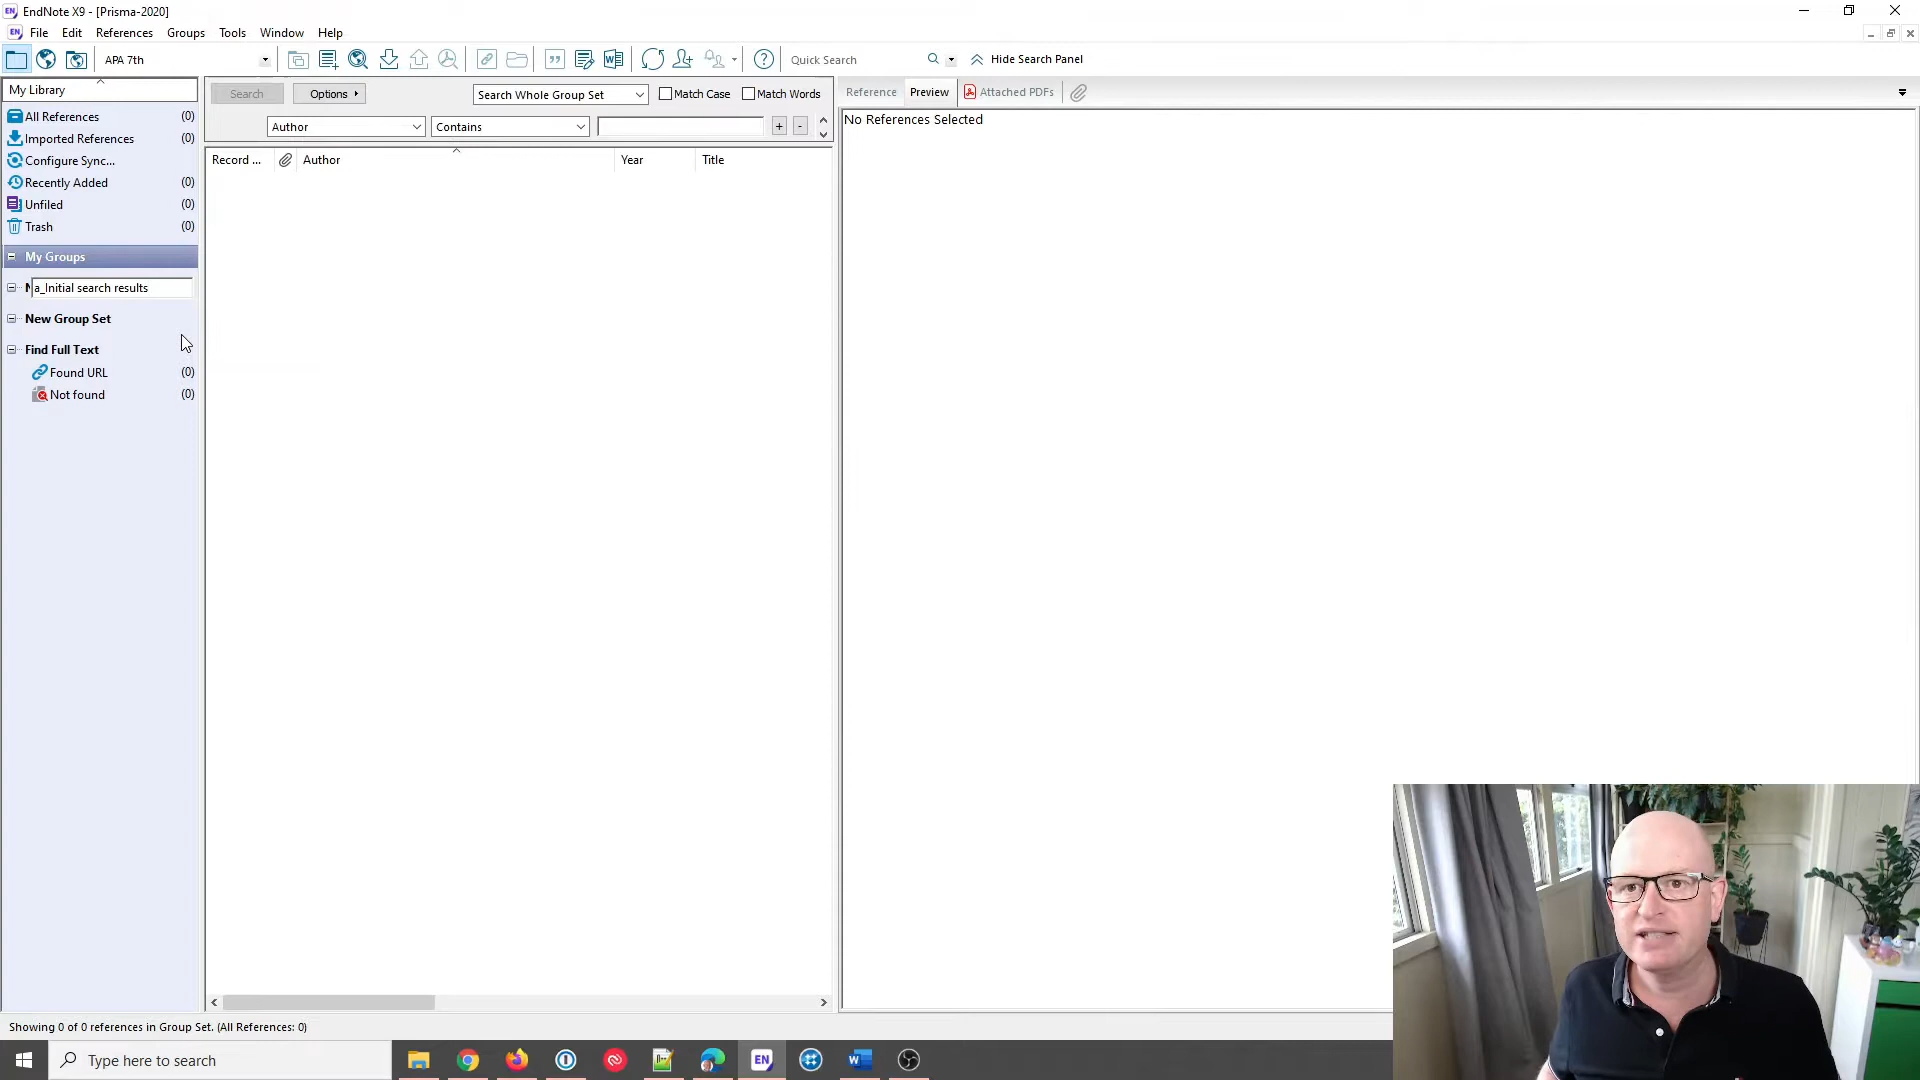 EndNote X9 - [Prisma-2020]
File Edit References Groups Tools Window Help
APA 7th
Quick Search
Hide Search Panel
My Library
All References (0)
Imported References (0)
Configure Sync...
Recently Added (0)
Unfiled (0)
Trash (0)
My Groups
a_Initial search results
New Group Set
Find Full Text
Found URL (0)
Not found (0)
Search Options Search Whole Group Set Match Case Match Words
Author Contains + -
Record ... Author Year Title
Reference Preview Attached PDFs
No References Selected
Showing 0 of 0 references in Group Set. (All References: 0)
Type here to search
EN